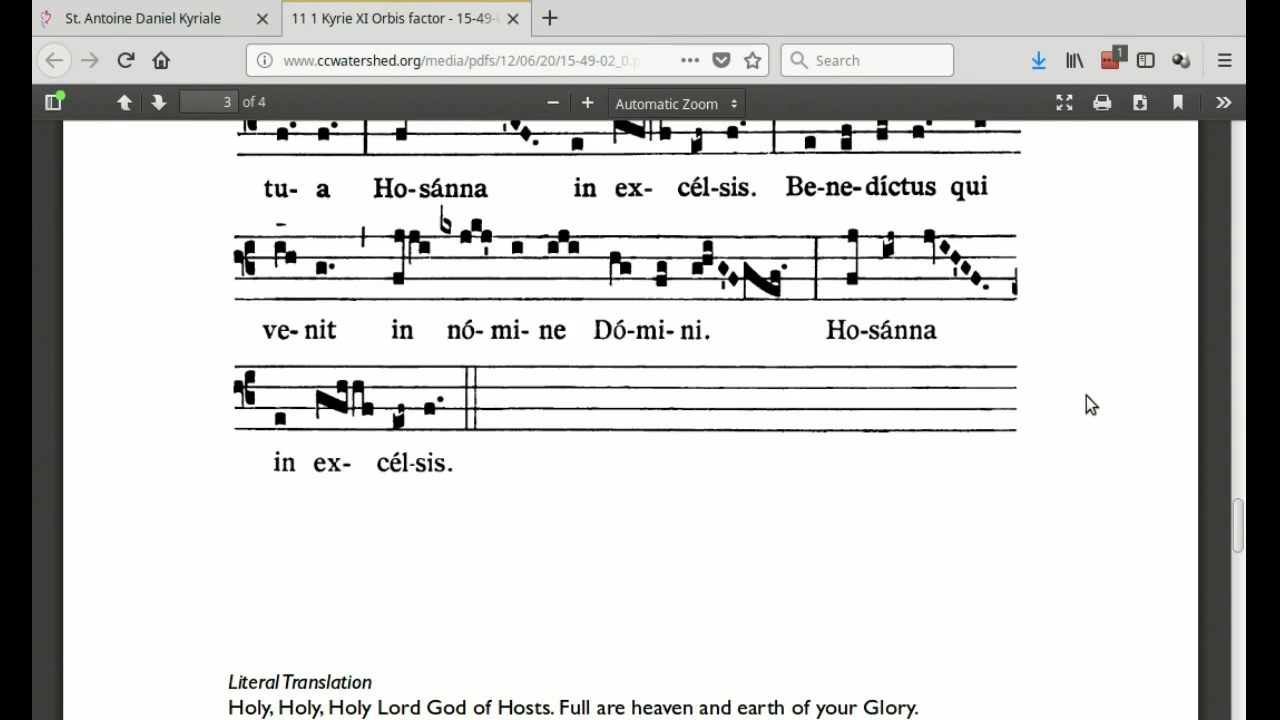 St. Antoine Daniel Kyriale
11 1 Kyrie XI Orbis factor - 15-49-
www.ccwatershed.org/media/pdfs/12/06/20/15-49-02_0.p
Search
1
3 of 4
Automatic Zoom
tu- a Ho-sánna in ex- cél-sis. Be-ne-díctus qui
ve-nit in nó-mi-ne Dó-mi-ni. Ho-sánna
in ex- cél-sis.
Literal Translation
Holy, Holy, Holy Lord God of Hosts. Full are heaven and earth of your Glory.